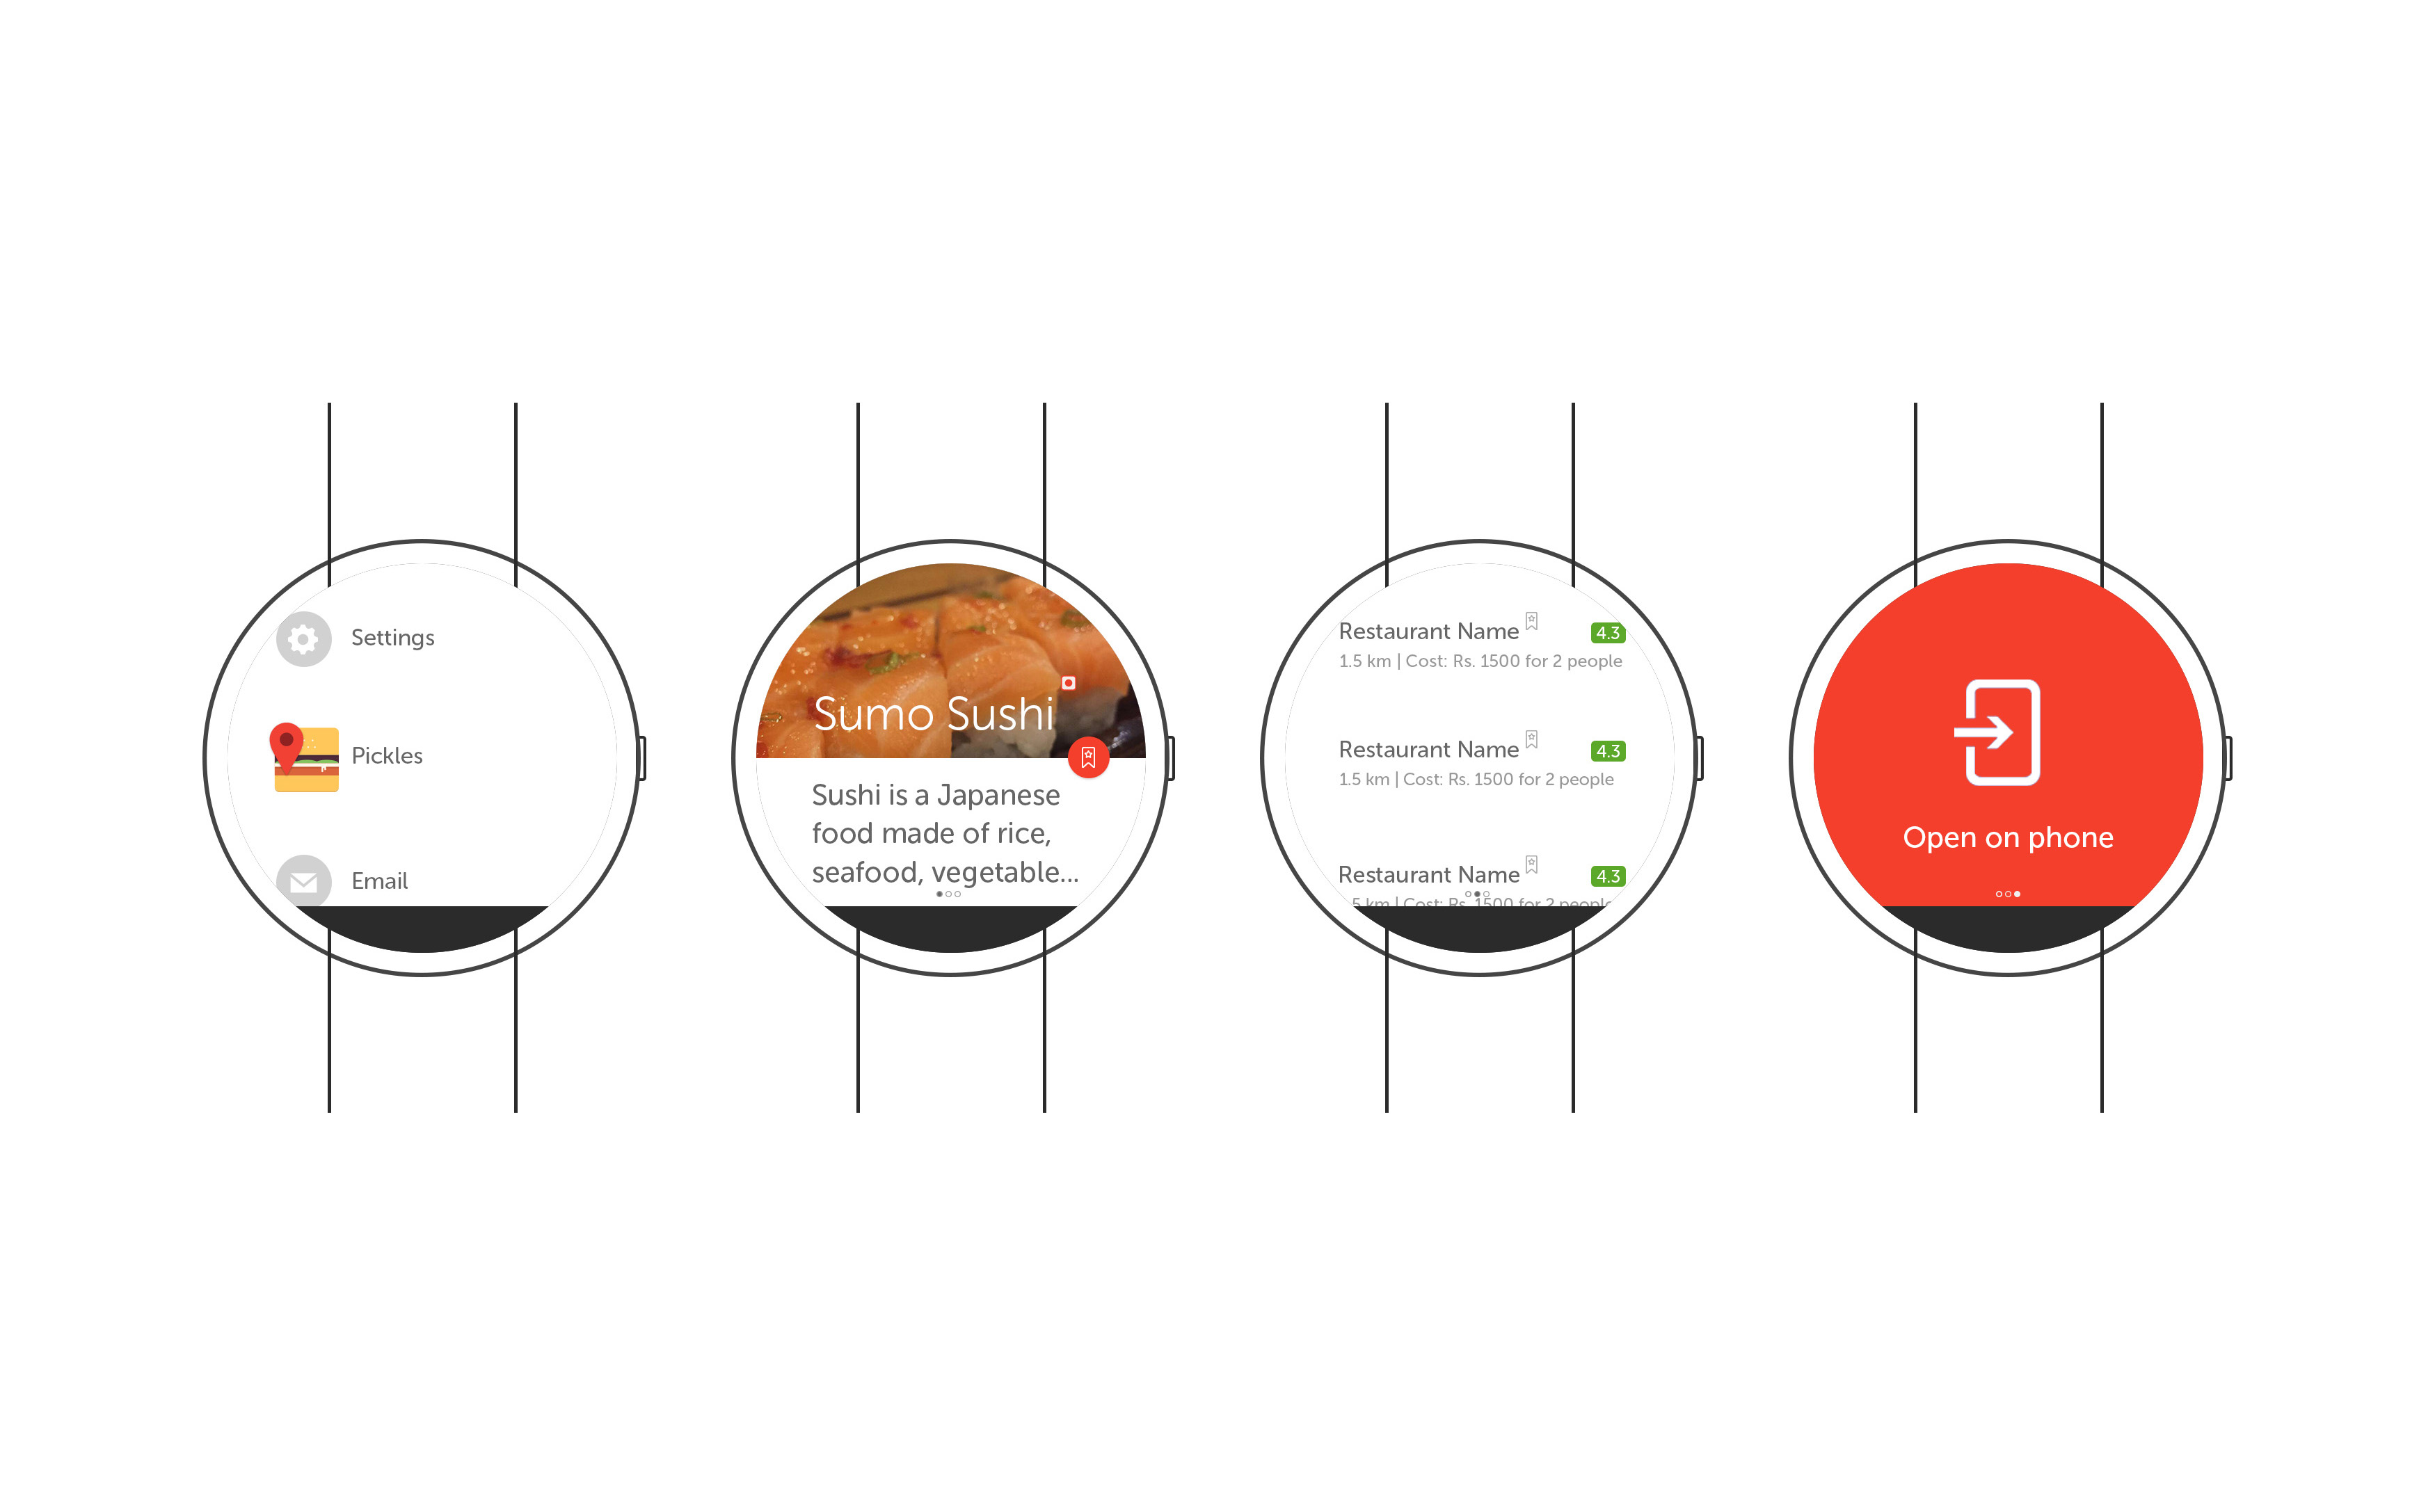 Settings
Pickles
Email
Sumo Sushi
Sushi is a Japanese
food made of rice,
seafood, vegetable...
Restaurant Name
4.3
1.5 km | Cost: Rs. 1500 for 2 people
Restaurant Name
4.3
1.5 km | Cost: Rs. 1500 for 2 people
Restaurant Name
4.3
5 km | Cost: Rs. 1500 for 2 people
Open on phone